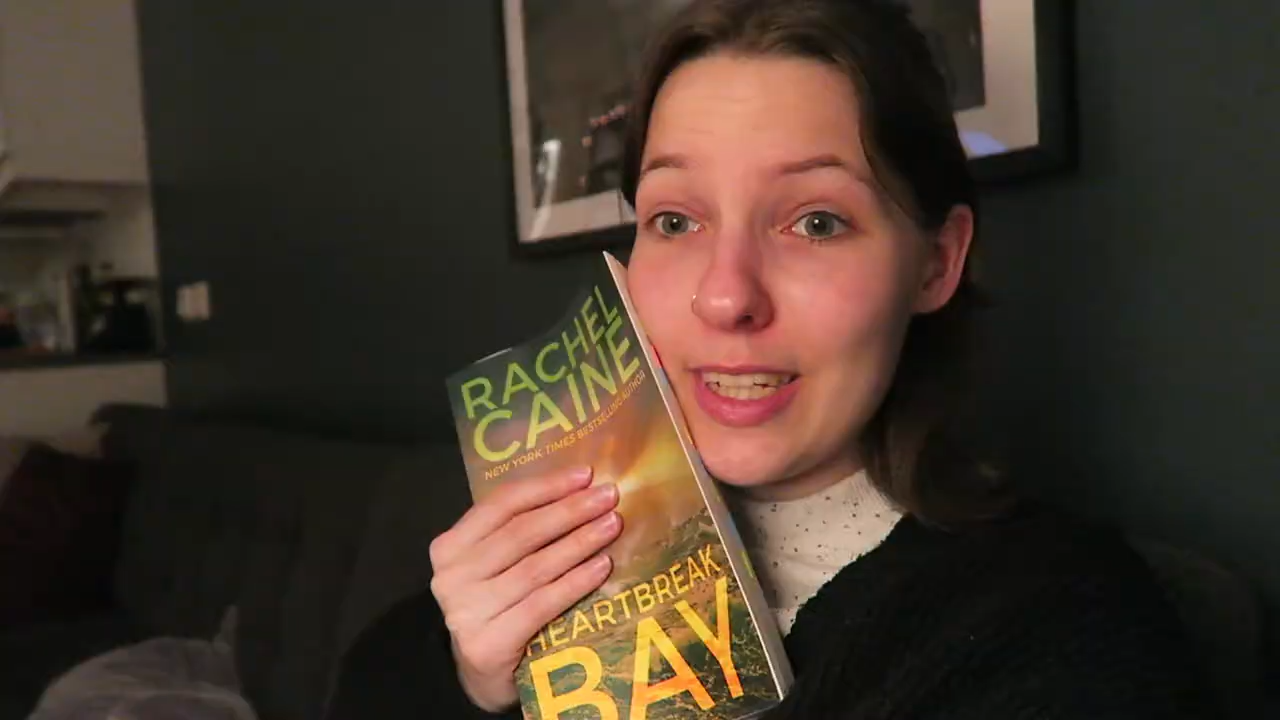 RACHEL
CAINE
NEW YORK TIMES BESTSELLING AUTHOR
HEARTBREAK
BAY